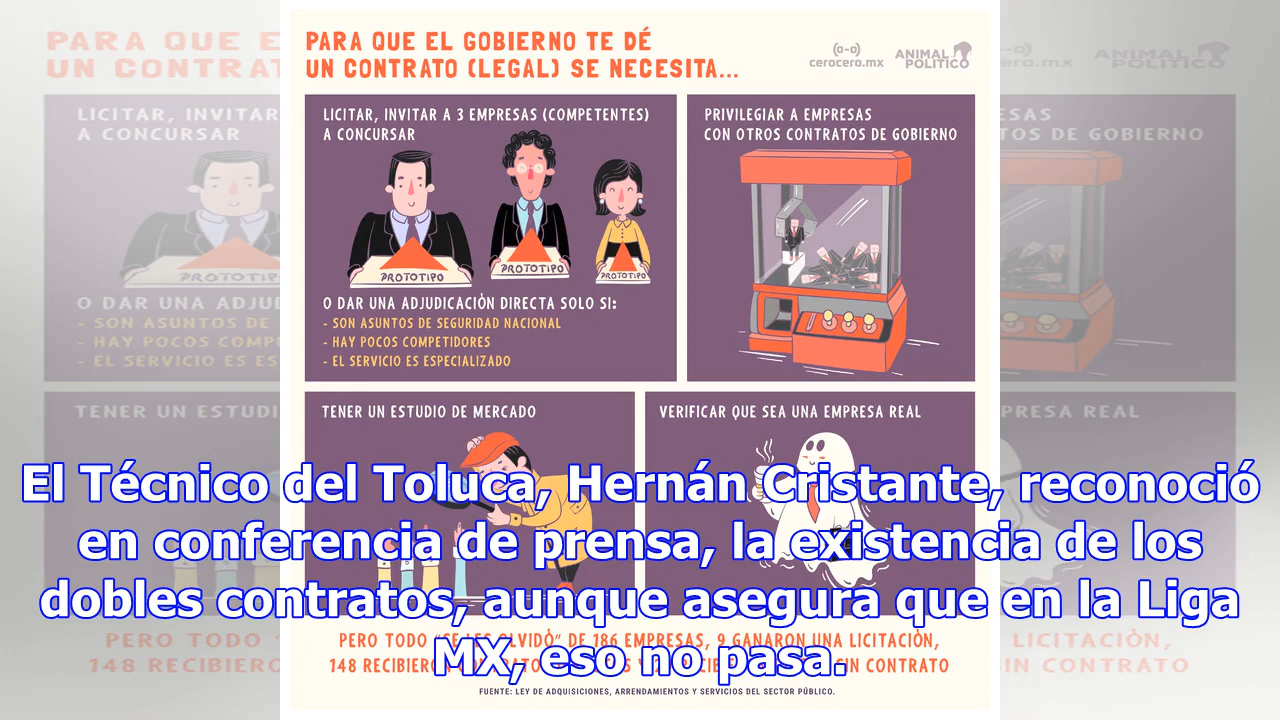 PARA QUE EL GOBIERNO TE DÉ
UN CONTRATO (LEGAL) SE NECESITA...
(o-o)
cerocero.mx
ANIMAL
POLÍTICO
LICITAR, INVITAR A 3 EMPRESAS (COMPETENTES)
A CONCURSAR
PROTOTIPO
PROTOTIPO
PROTOTIPO
O DAR UNA ADJUDICACIÓN DIRECTA SOLO SI:
- SON ASUNTOS DE SEGURIDAD NACIONAL
- HAY POCOS COMPETIDORES
- EL SERVICIO ES ESPECIALIZADO
PRIVILEGIAR A EMPRESAS
CON OTROS CONTRATOS DE GOBIERNO
TENER UN ESTUDIO DE MERCADO
VERIFICAR QUE SEA UNA EMPRESA REAL
El Técnico del Toluca, Hernán Cristante, reconoció
en conferencia de prensa, la existencia de los
dobles contratos, aunque asegura que en la Liga
MX, eso no pasa.
PERO TODO "SE LES OLVIDÒ" DE 186 EMPRESAS, 9 GANARON UNA LICITACIÒN,
148 RECIBIERON SIN CONTRATO
FUENTE: LEY DE ADQUISICIONES, ARRENDAMIENTOS Y SERVICIOS DEL SECTOR PÚBLICO.